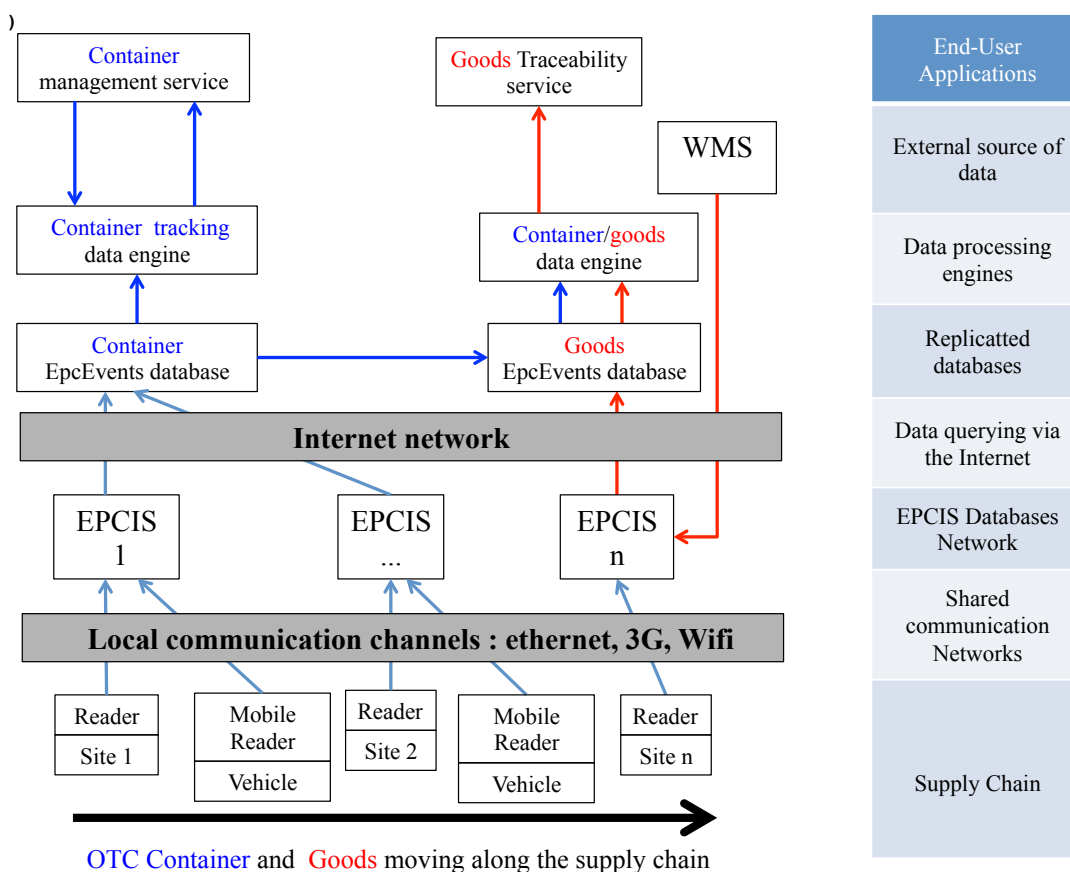 )
Container
management service
Goods Traceability
service
WMS
Container tracking
data engine
Container/goods
data engine
Container
EpcEvents database
Goods
EpcEvents database
Internet network
EPCIS
1
EPCIS
...
EPCIS
n
Local communication channels : ethernet, 3G, Wifi
Reader
Site 1
Mobile
Reader
Vehicle
Reader
Site 2
Mobile
Reader
Vehicle
Reader
Site n
OTC Container and Goods moving along the supply chain
End-User
Applications
External source of
data
Data processing
engines
Replicatted
databases
Data querying via
the Internet
EPCIS Databases
Network
Shared
communication
Networks
Supply Chain